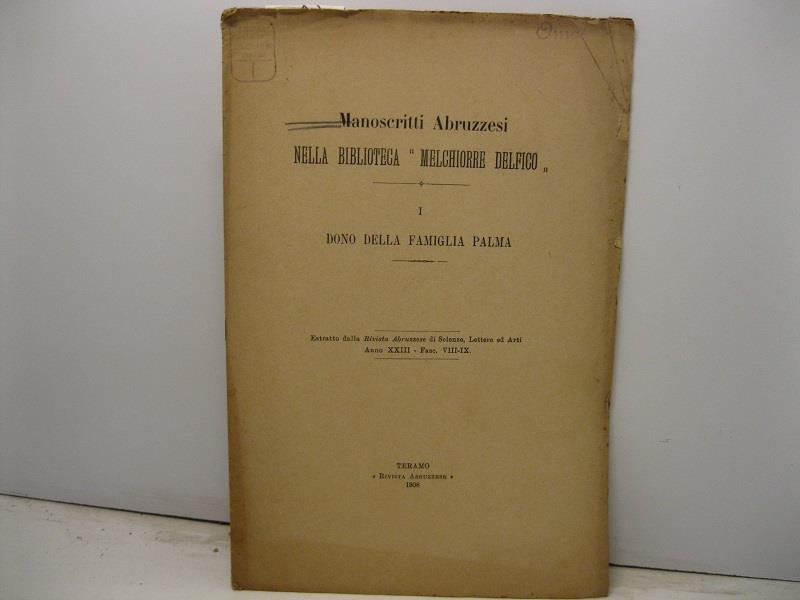 Manoscritti Abruzzesi
NELLA BIBLIOTECA " MELCHIORRE DELFICO „
I
DONO DELLA FAMIGLIA PALMA
Estratto dalla Rivista Abruzzese di Scienze, Lettere ed Arti
Anno XXIII - Fasc. VIII-IX.
TERAMO
« RIVISTA ABRUZZESE »
1908